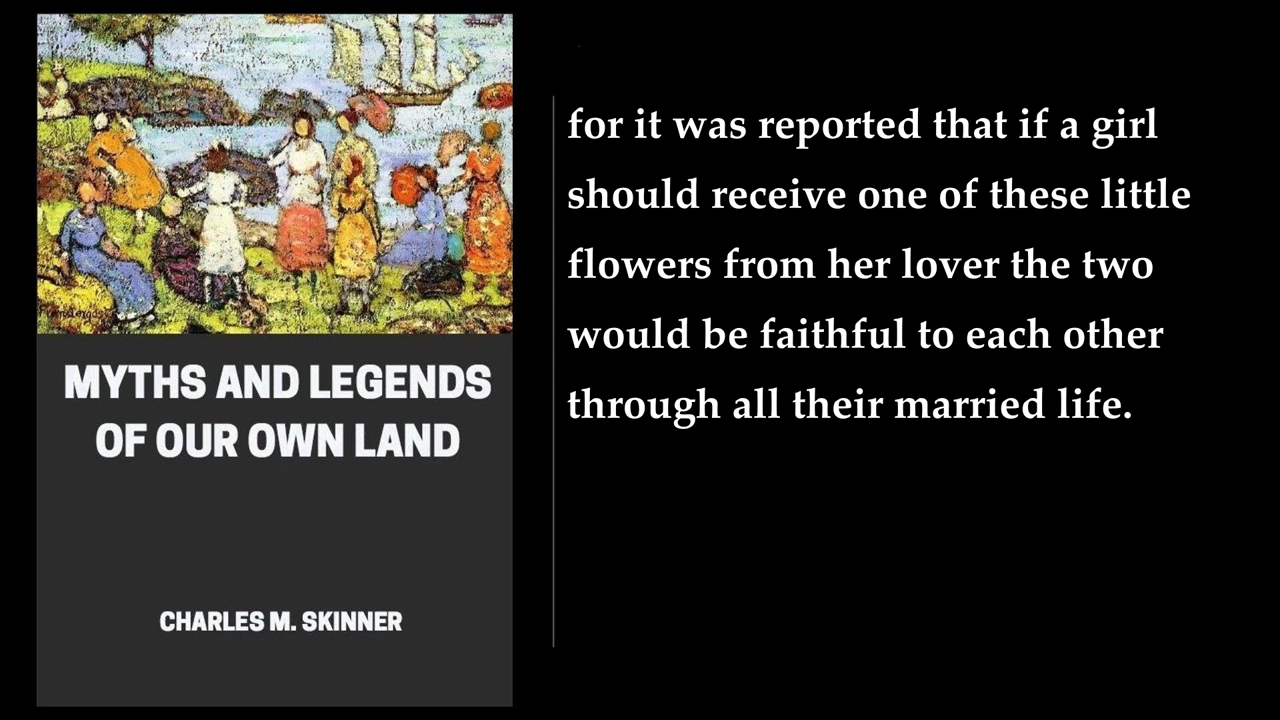 MYTHS AND LEGENDS
OF OUR OWN LAND
CHARLES M. SKINNER
for it was reported that if a girl
should receive one of these little
flowers from her lover the two
would be faithful to each other
through all their married life.